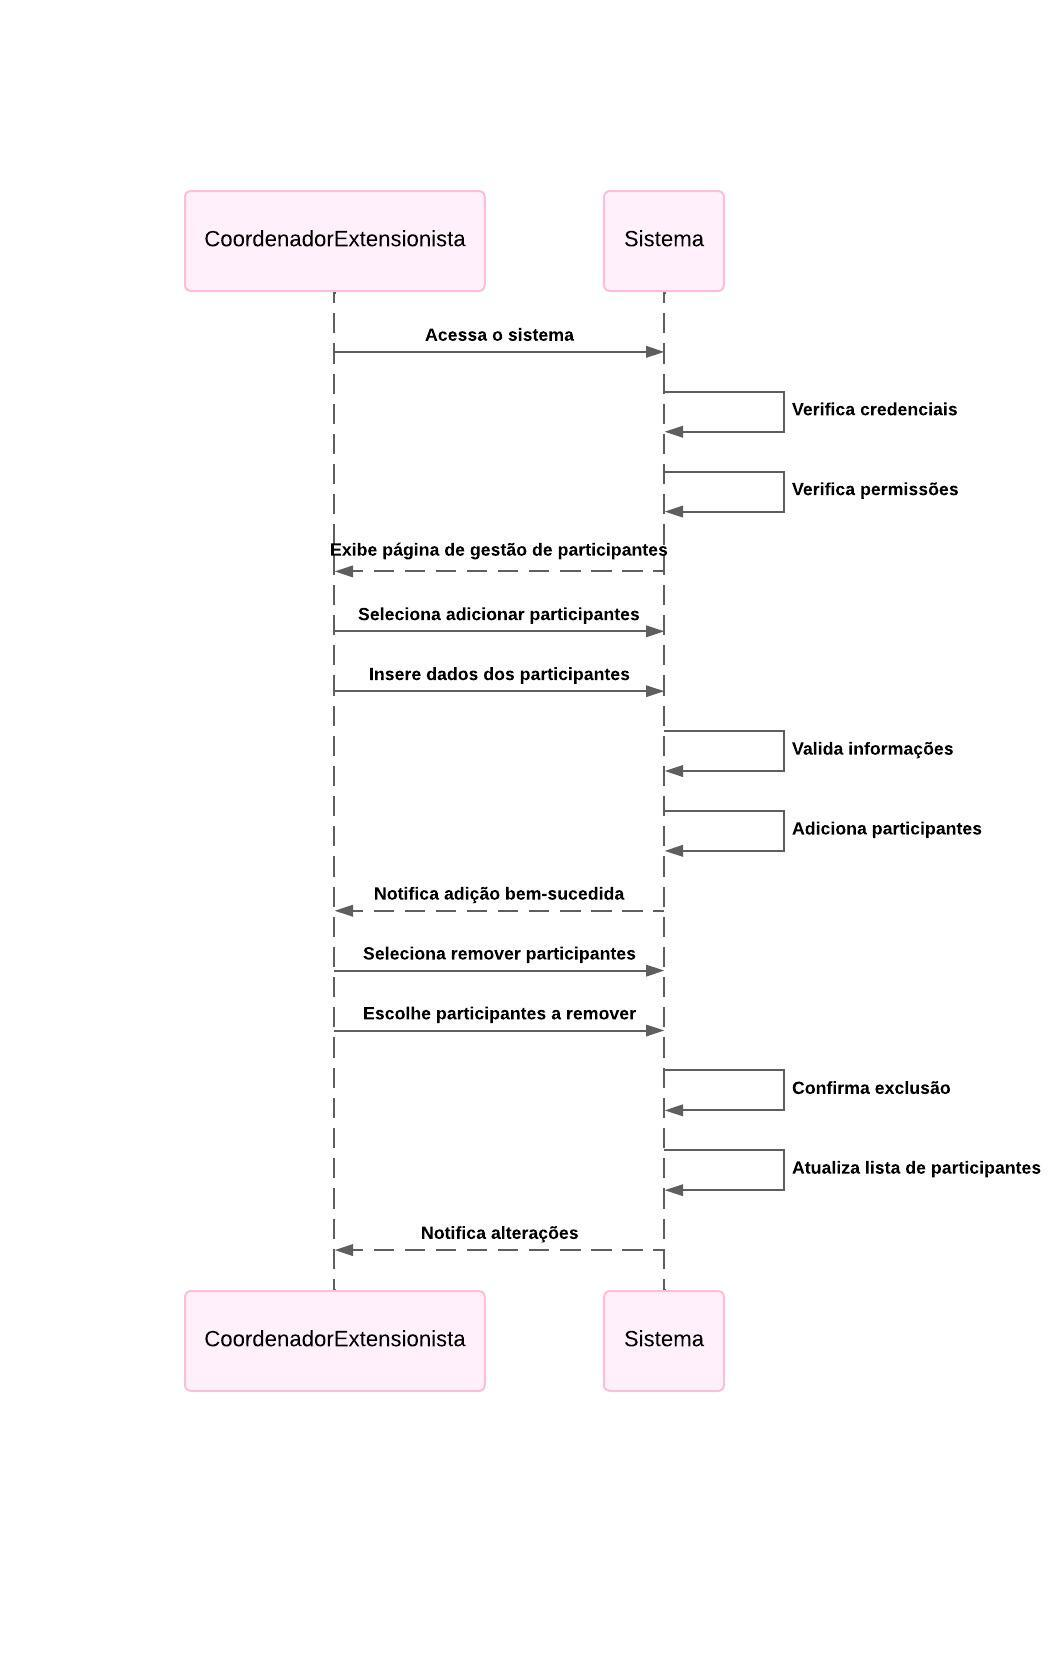 CoordenadorExtensionista
Sistema
Acessa o sistema
Verifica credenciais
Verifica permissões
Exibe página de gestão de participantes
Seleciona adicionar participantes
Insere dados dos participantes
Valida informações
Adiciona participantes
Notifica adição bem-sucedida
Seleciona remover participantes
Escolhe participantes a remover
Confirma exclusão
Atualiza lista de participantes
Notifica alterações
CoordenadorExtensionista
Sistema